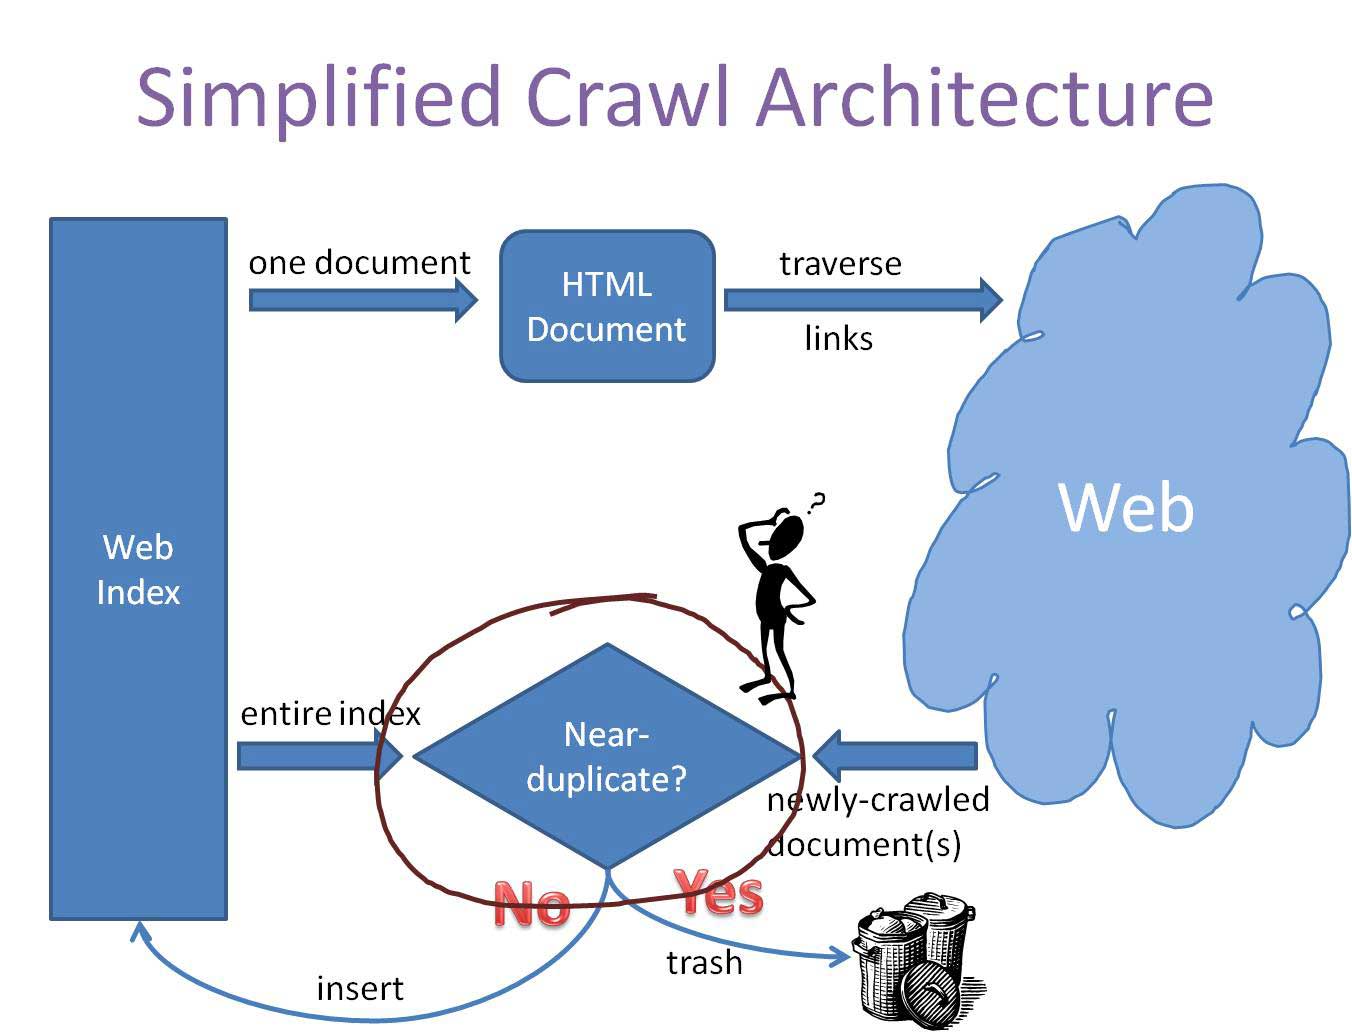 Simplified Crawl Architecture
one document
HTML
Document
traverse
links
Web
Index
Web
?
entire index
Near-
duplicate?
newly-crawled
document(s)
No
Yes
trash
insert